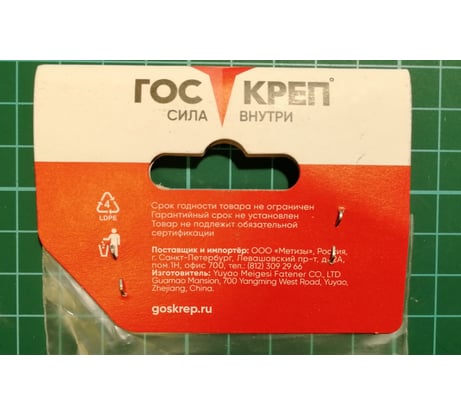 ГОС КРЕП
СИЛА ВНУТРИ
Срок годности товара не ограничен
Гарантийный срок не установлен
Товар не подлежит обязательной
сертификации
4
LDPE
Поставщик и импортёр: ООО «Метизы», Россия,
г. Санкт-Петербург, Левашовский пр-т, д.
пом.1Н, офис 700, тел.: (812) 309 29 66
Изготовитель: Yuyao Meigesi Fatener CO., LTD
Guamao Mansion, 700 Yangming West Road, Yuyao,
Zhejiang, China.
goskrep.ru